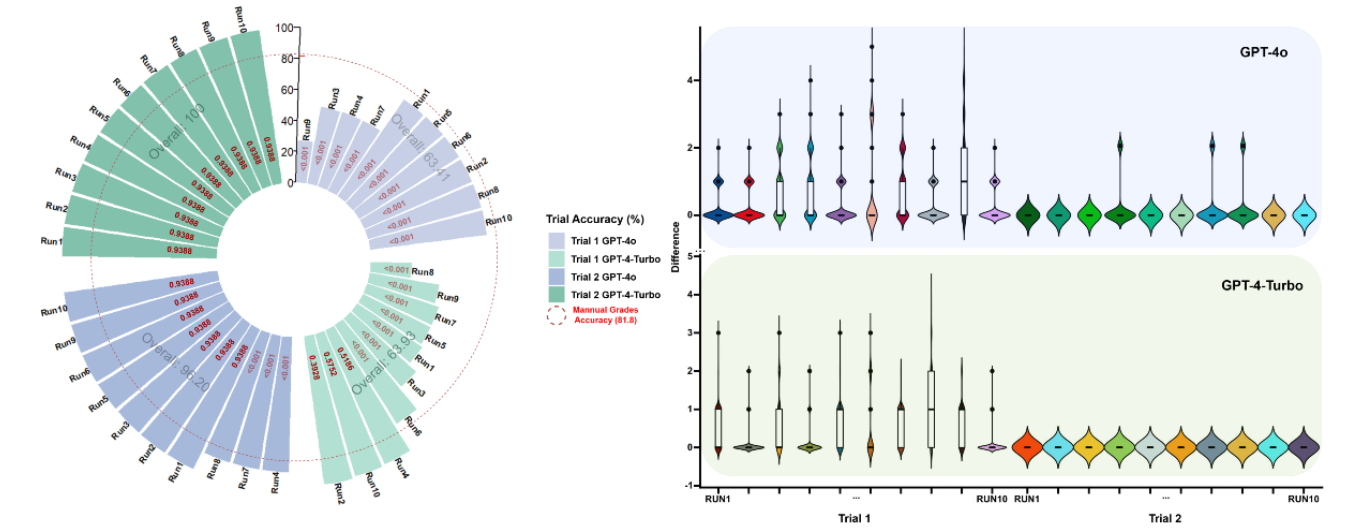 100
80
60
40
20
0
Run9
Run3
Run4
Run7
Run1
Run5
Run6
Run2
Run8
Run10
<0.001
<0.001
<0.001
<0.001
<0.001
<0.001
<0.001
<0.001
<0.001
<0.001
Overall: 63.41
Run8
Run9
Run7
Run5
Run1
Run3
Run6
Run4
Run10
Run2
<0.001
<0.001
<0.001
<0.001
<0.001
<0.001
<0.001
0.5186
0.5752
0.3928
Overall: 63.93
Run4
Run7
Run8
Run1
Run2
Run3
Run5
Run6
Run9
Run10
<0.001
<0.001
<0.001
0.9388
0.9388
0.9388
0.9388
0.9388
0.9388
0.9388
Overall: 96.20
Run1
Run2
Run3
Run4
Run5
Run6
Run7
Run8
Run9
Run10
0.9388
0.9388
0.9388
0.9388
0.9388
0.9388
0.9388
0.9388
0.9388
0.9388
Overall: 100
Trial Accuracy (%)
Trial 1 GPT-4o
Trial 1 GPT-4-Turbo
Trial 2 GPT-4o
Trial 2 GPT-4-Turbo
Mannual Grades
Accuracy (81.8)
GPT-4o
4
2
0
Difference
...
GPT-4-Turbo
5
4
3
2
1
0
-1
RUN1
...
RUN10
RUN1
...
RUN10
Trial 1
Trial 2